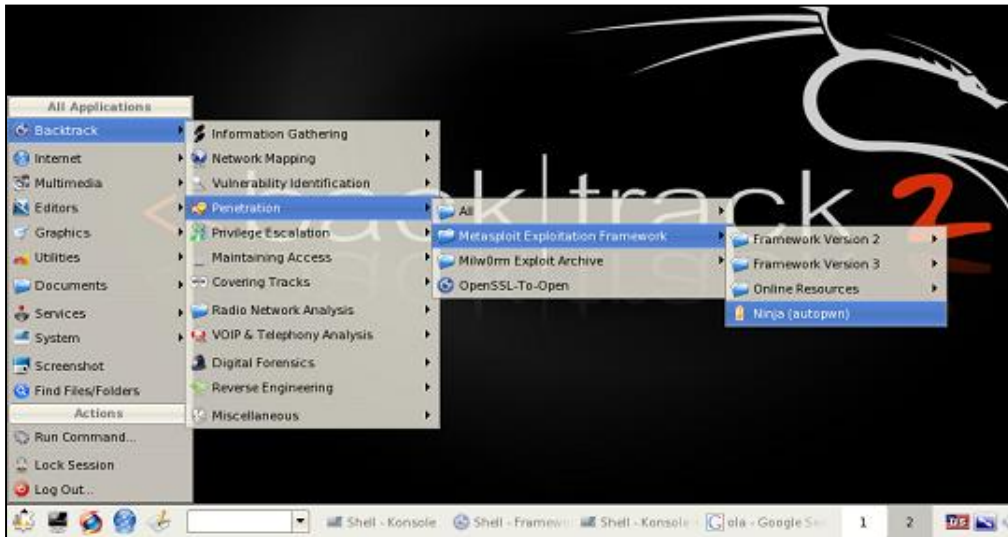 All Applications
Backtrack
Internet
Multimedia
Editors
Graphics
Utilities
Documents
Services
System
Screenshot
Find Files/Folders
Actions
Run Command...
Lock Session
Log Out...
Information Gathering
Network Mapping
Vulnerability Identification
Penetration
Privilege Escalation
Maintaining Access
Covering Tracks
Radio Network Analysis
VOIP & Telephony Analysis
Digital Forensics
Reverse Engineering
Miscellaneous
All
Metasploit Exploitation Framework
Milw0rm Exploit Archive
OpenSSL-To-Open
Framework Version 2
Framework Version 3
Online Resources
Ninja (autopwn)
track 2
Shell - Konsole
Shell -
Shell - Konsole
ola - Google
1
2
US